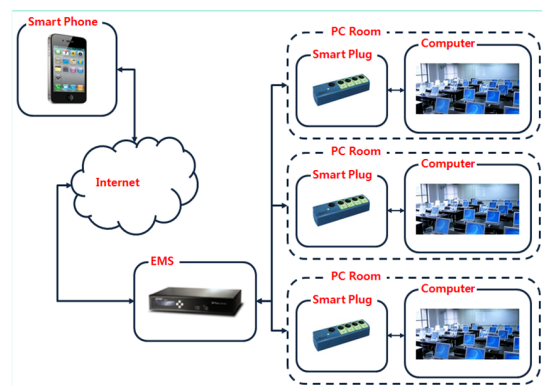 Smart Phone
Internet
EMS
PC Room
Smart Plug
Computer
PC Room
Smart Plug
Computer
PC Room
Smart Plug
Computer